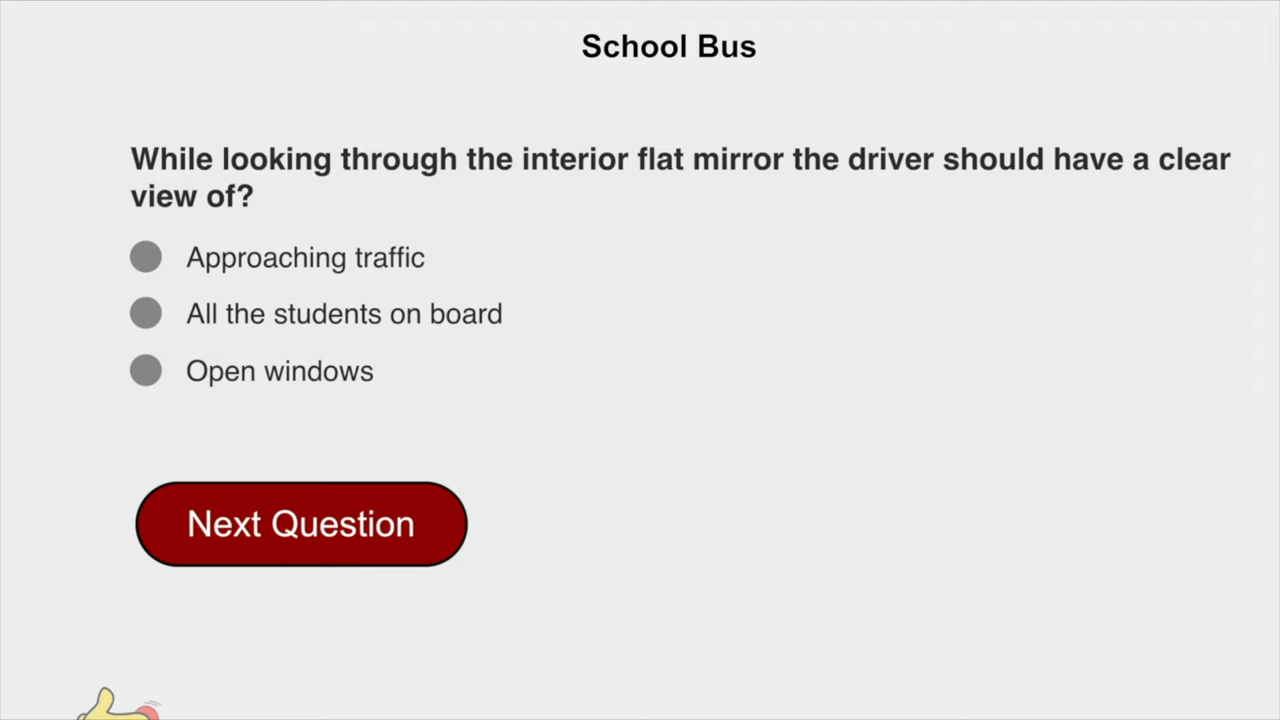 School Bus
While looking through the interior flat mirror the driver should have a clear
view of?
Approaching traffic
All the students on board
Open windows
Next Question